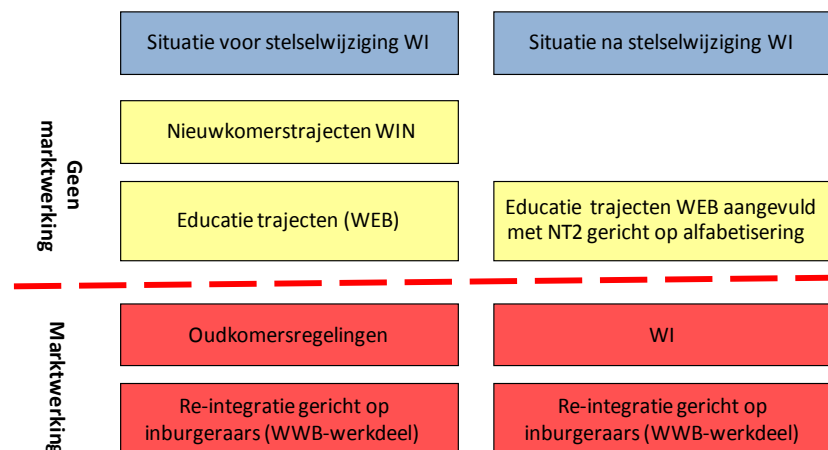 Situatie voor stelselwijziging WI
Situatie na stelselwijziging WI
Geen
marktwerking
Nieuwkomerstrajecten WIN
Educatie trajecten (WEB)
Educatie trajecten WEB aangevuld
met NT2 gericht op alfabetisering
Marktwerking
Oudkomersregelingen
WI
Re-integratie gericht op
inburgeraars (WWB-werkdeel)
Re-integratie gericht op
inburgeraars (WWB-werkdeel)